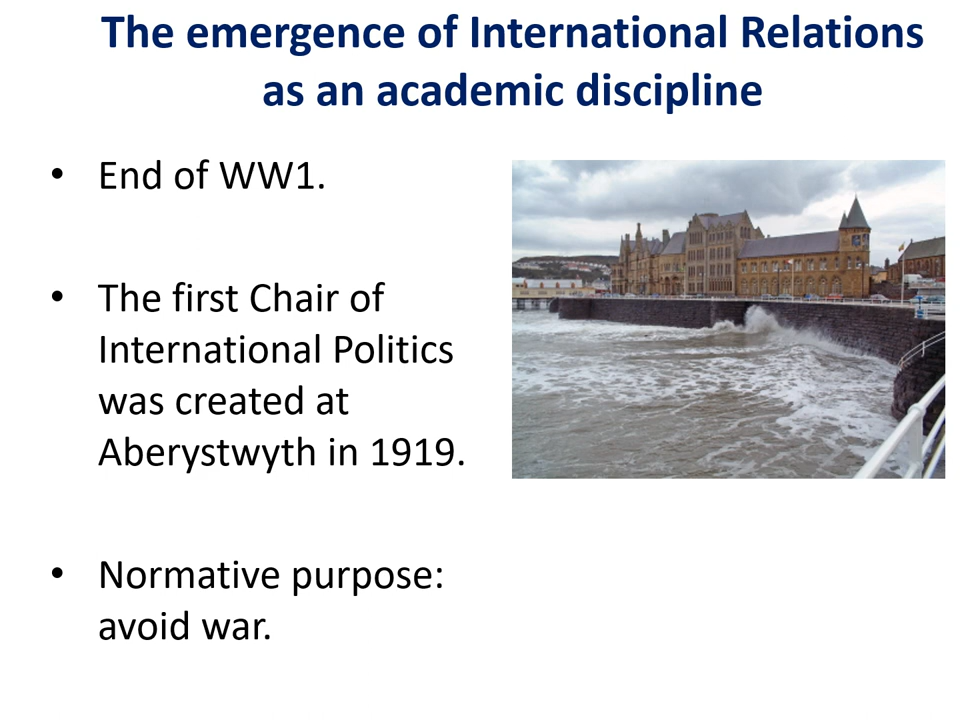 The emergence of International Relations
as an academic discipline
• End of WW1.
• The first Chair of
International Politics
was created at
Aberystwyth in 1919.
• Normative purpose:
avoid war.